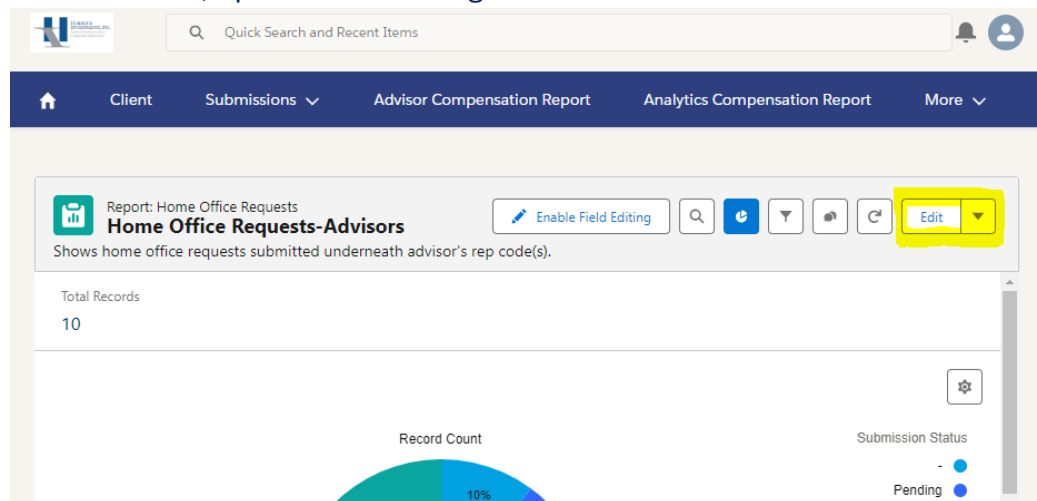 Quick Search and Recent Items
Client Submissions Advisor Compensation Report Analytics Compensation Report More
Report: Home Office Requests
Home Office Requests-Advisors
Enable Field Editing
Edit
Shows home office requests submitted underneath advisor's rep code(s).
Total Records
10
Record Count
Submission Status
-
Pending
10%